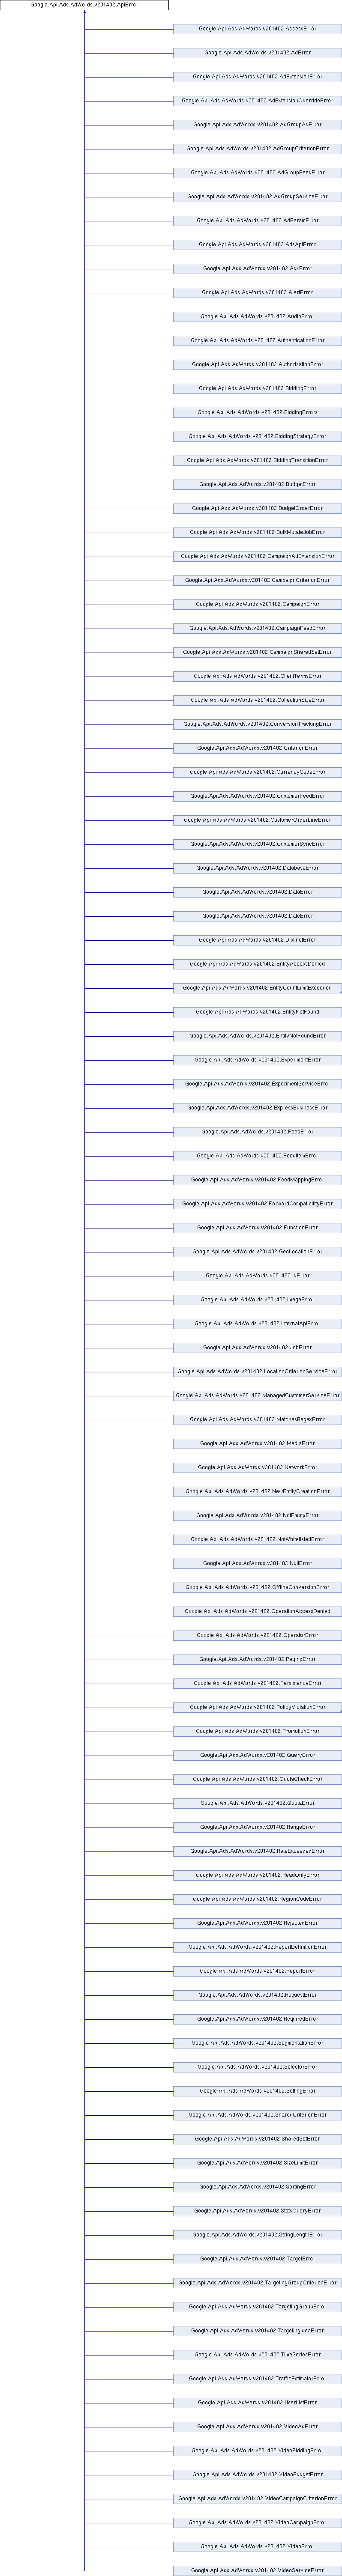 Google.Api.Ads.AdWords.v201402.ApiError
Google.Api.Ads.AdWords.v201402.AccessError
Google.Api.Ads.AdWords.v201402.AdError
Google.Api.Ads.AdWords.v201402.AdExtensionError
Google.Api.Ads.AdWords.v201402.AdExtensionOverrideError
Google.Api.Ads.AdWords.v201402.AdGroupAdError
Google.Api.Ads.AdWords.v201402.AdGroupCriterionError
Google.Api.Ads.AdWords.v201402.AdGroupFeedError
Google.Api.Ads.AdWords.v201402.AdGroupServiceError
Google.Api.Ads.AdWords.v201402.AdParamError
Google.Api.Ads.AdWords.v201402.AdsApiError
Google.Api.Ads.AdWords.v201402.AdxError
Google.Api.Ads.AdWords.v201402.AlertError
Google.Api.Ads.AdWords.v201402.AudioError
Google.Api.Ads.AdWords.v201402.AuthenticationError
Google.Api.Ads.AdWords.v201402.AuthorizationError
Google.Api.Ads.AdWords.v201402.BiddingError
Google.Api.Ads.AdWords.v201402.BiddingErrors
Google.Api.Ads.AdWords.v201402.BiddingStrategyError
Google.Api.Ads.AdWords.v201402.BiddingTransitionError
Google.Api.Ads.AdWords.v201402.BudgetError
Google.Api.Ads.AdWords.v201402.BudgetOrderError
Google.Api.Ads.AdWords.v201402.BulkMutateJobError
Google.Api.Ads.AdWords.v201402.CampaignAdExtensionError
Google.Api.Ads.AdWords.v201402.CampaignCriterionError
Google.Api.Ads.AdWords.v201402.CampaignError
Google.Api.Ads.AdWords.v201402.CampaignFeedError
Google.Api.Ads.AdWords.v201402.CampaignSharedSetError
Google.Api.Ads.AdWords.v201402.ClientTermsError
Google.Api.Ads.AdWords.v201402.CollectionSizeError
Google.Api.Ads.AdWords.v201402.ConversionTrackingError
Google.Api.Ads.AdWords.v201402.CriterionError
Google.Api.Ads.AdWords.v201402.CurrencyCodeError
Google.Api.Ads.AdWords.v201402.CustomerFeedError
Google.Api.Ads.AdWords.v201402.CustomerOrderLineError
Google.Api.Ads.AdWords.v201402.CustomerSyncError
Google.Api.Ads.AdWords.v201402.DatabaseError
Google.Api.Ads.AdWords.v201402.DataError
Google.Api.Ads.AdWords.v201402.DateError
Google.Api.Ads.AdWords.v201402.DistinctError
Google.Api.Ads.AdWords.v201402.EntityAccessDenied
Google.Api.Ads.AdWords.v201402.EntityCountLimitExceeded
Google.Api.Ads.AdWords.v201402.EntityNotFound
Google.Api.Ads.AdWords.v201402.EntityNotFoundError
Google.Api.Ads.AdWords.v201402.ExperimentError
Google.Api.Ads.AdWords.v201402.ExperimentServiceError
Google.Api.Ads.AdWords.v201402.ExpressBusinessError
Google.Api.Ads.AdWords.v201402.FeedError
Google.Api.Ads.AdWords.v201402.FeedItemError
Google.Api.Ads.AdWords.v201402.FeedMappingError
Google.Api.Ads.AdWords.v201402.ForwardCompatibilityError
Google.Api.Ads.AdWords.v201402.FunctionError
Google.Api.Ads.AdWords.v201402.GeoLocationError
Google.Api.Ads.AdWords.v201402.IdError
Google.Api.Ads.AdWords.v201402.ImageError
Google.Api.Ads.AdWords.v201402.InternalApiError
Google.Api.Ads.AdWords.v201402.JobError
Google.Api.Ads.AdWords.v201402.LocationCriterionServiceError
Google.Api.Ads.AdWords.v201402.ManagedCustomerServiceError
Google.Api.Ads.AdWords.v201402.MatchesRegexError
Google.Api.Ads.AdWords.v201402.MediaError
Google.Api.Ads.AdWords.v201402.NetworkError
Google.Api.Ads.AdWords.v201402.NewEntityCreationError
Google.Api.Ads.AdWords.v201402.NotEmptyError
Google.Api.Ads.AdWords.v201402.NotWhitelistedError
Google.Api.Ads.AdWords.v201402.NullError
Google.Api.Ads.AdWords.v201402.OfflineConversionError
Google.Api.Ads.AdWords.v201402.OperationAccessDenied
Google.Api.Ads.AdWords.v201402.OperatorError
Google.Api.Ads.AdWords.v201402.PagingError
Google.Api.Ads.AdWords.v201402.PersistenceError
Google.Api.Ads.AdWords.v201402.PolicyViolationError
Google.Api.Ads.AdWords.v201402.PromotionError
Google.Api.Ads.AdWords.v201402.QueryError
Google.Api.Ads.AdWords.v201402.QuotaCheckError
Google.Api.Ads.AdWords.v201402.QuotaError
Google.Api.Ads.AdWords.v201402.RangeError
Google.Api.Ads.AdWords.v201402.RateExceededError
Google.Api.Ads.AdWords.v201402.ReadOnlyError
Google.Api.Ads.AdWords.v201402.RegionCodeError
Google.Api.Ads.AdWords.v201402.RejectedError
Google.Api.Ads.AdWords.v201402.ReportDefinitionError
Google.Api.Ads.AdWords.v201402.ReportError
Google.Api.Ads.AdWords.v201402.RequestError
Google.Api.Ads.AdWords.v201402.RequiredError
Google.Api.Ads.AdWords.v201402.SegmentationError
Google.Api.Ads.AdWords.v201402.SelectorError
Google.Api.Ads.AdWords.v201402.SettingError
Google.Api.Ads.AdWords.v201402.SharedCriterionError
Google.Api.Ads.AdWords.v201402.SharedSetError
Google.Api.Ads.AdWords.v201402.SizeLimitError
Google.Api.Ads.AdWords.v201402.SortingError
Google.Api.Ads.AdWords.v201402.StatsQueryError
Google.Api.Ads.AdWords.v201402.StringLengthError
Google.Api.Ads.AdWords.v201402.TargetError
Google.Api.Ads.AdWords.v201402.TargetingGroupCriterionError
Google.Api.Ads.AdWords.v201402.TargetingGroupError
Google.Api.Ads.AdWords.v201402.TargetingIdeaError
Google.Api.Ads.AdWords.v201402.TimeSeriesError
Google.Api.Ads.AdWords.v201402.TrafficEstimatorError
Google.Api.Ads.AdWords.v201402.UserListError
Google.Api.Ads.AdWords.v201402.VideoAdError
Google.Api.Ads.AdWords.v201402.VideoBiddingError
Google.Api.Ads.AdWords.v201402.VideoBudgetError
Google.Api.Ads.AdWords.v201402.VideoCampaignCriterionError
Google.Api.Ads.AdWords.v201402.VideoCampaignError
Google.Api.Ads.AdWords.v201402.VideoError
Google.Api.Ads.AdWords.v201402.VideoServiceError